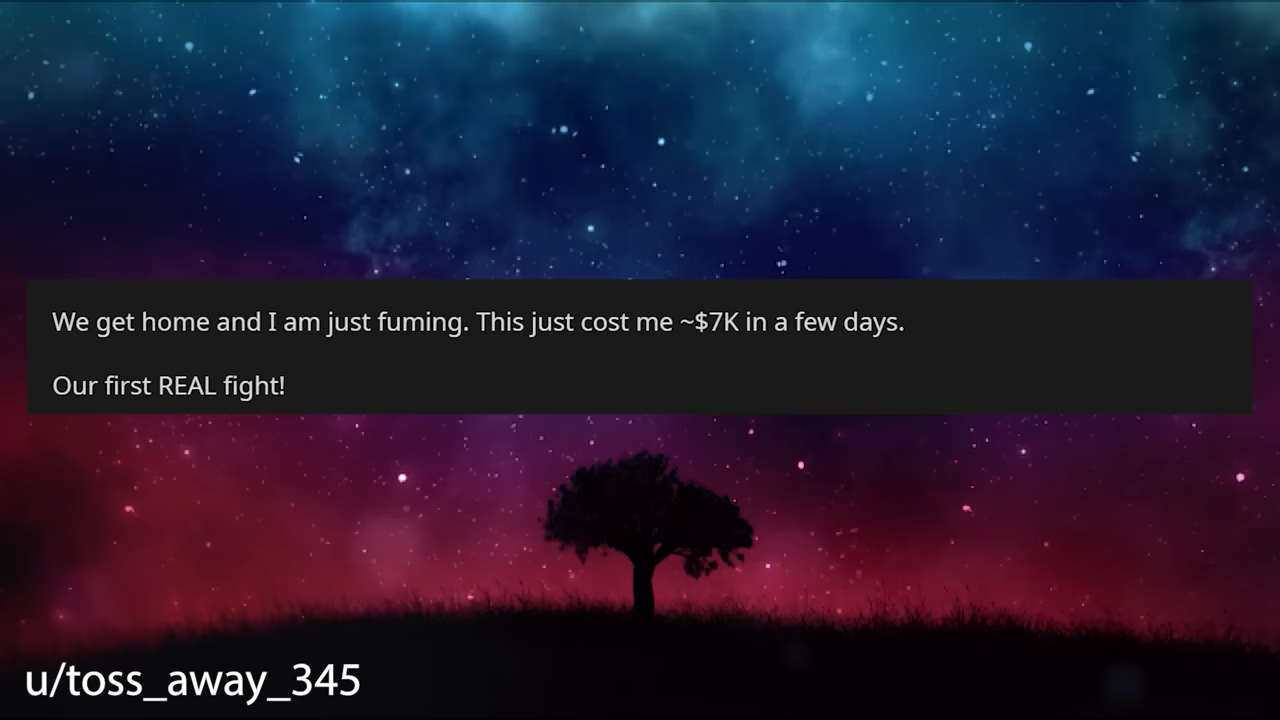 We get home and I am just fuming. This just cost me ~$7K in a few days.
Our first REAL fight!
u/toss_away_345